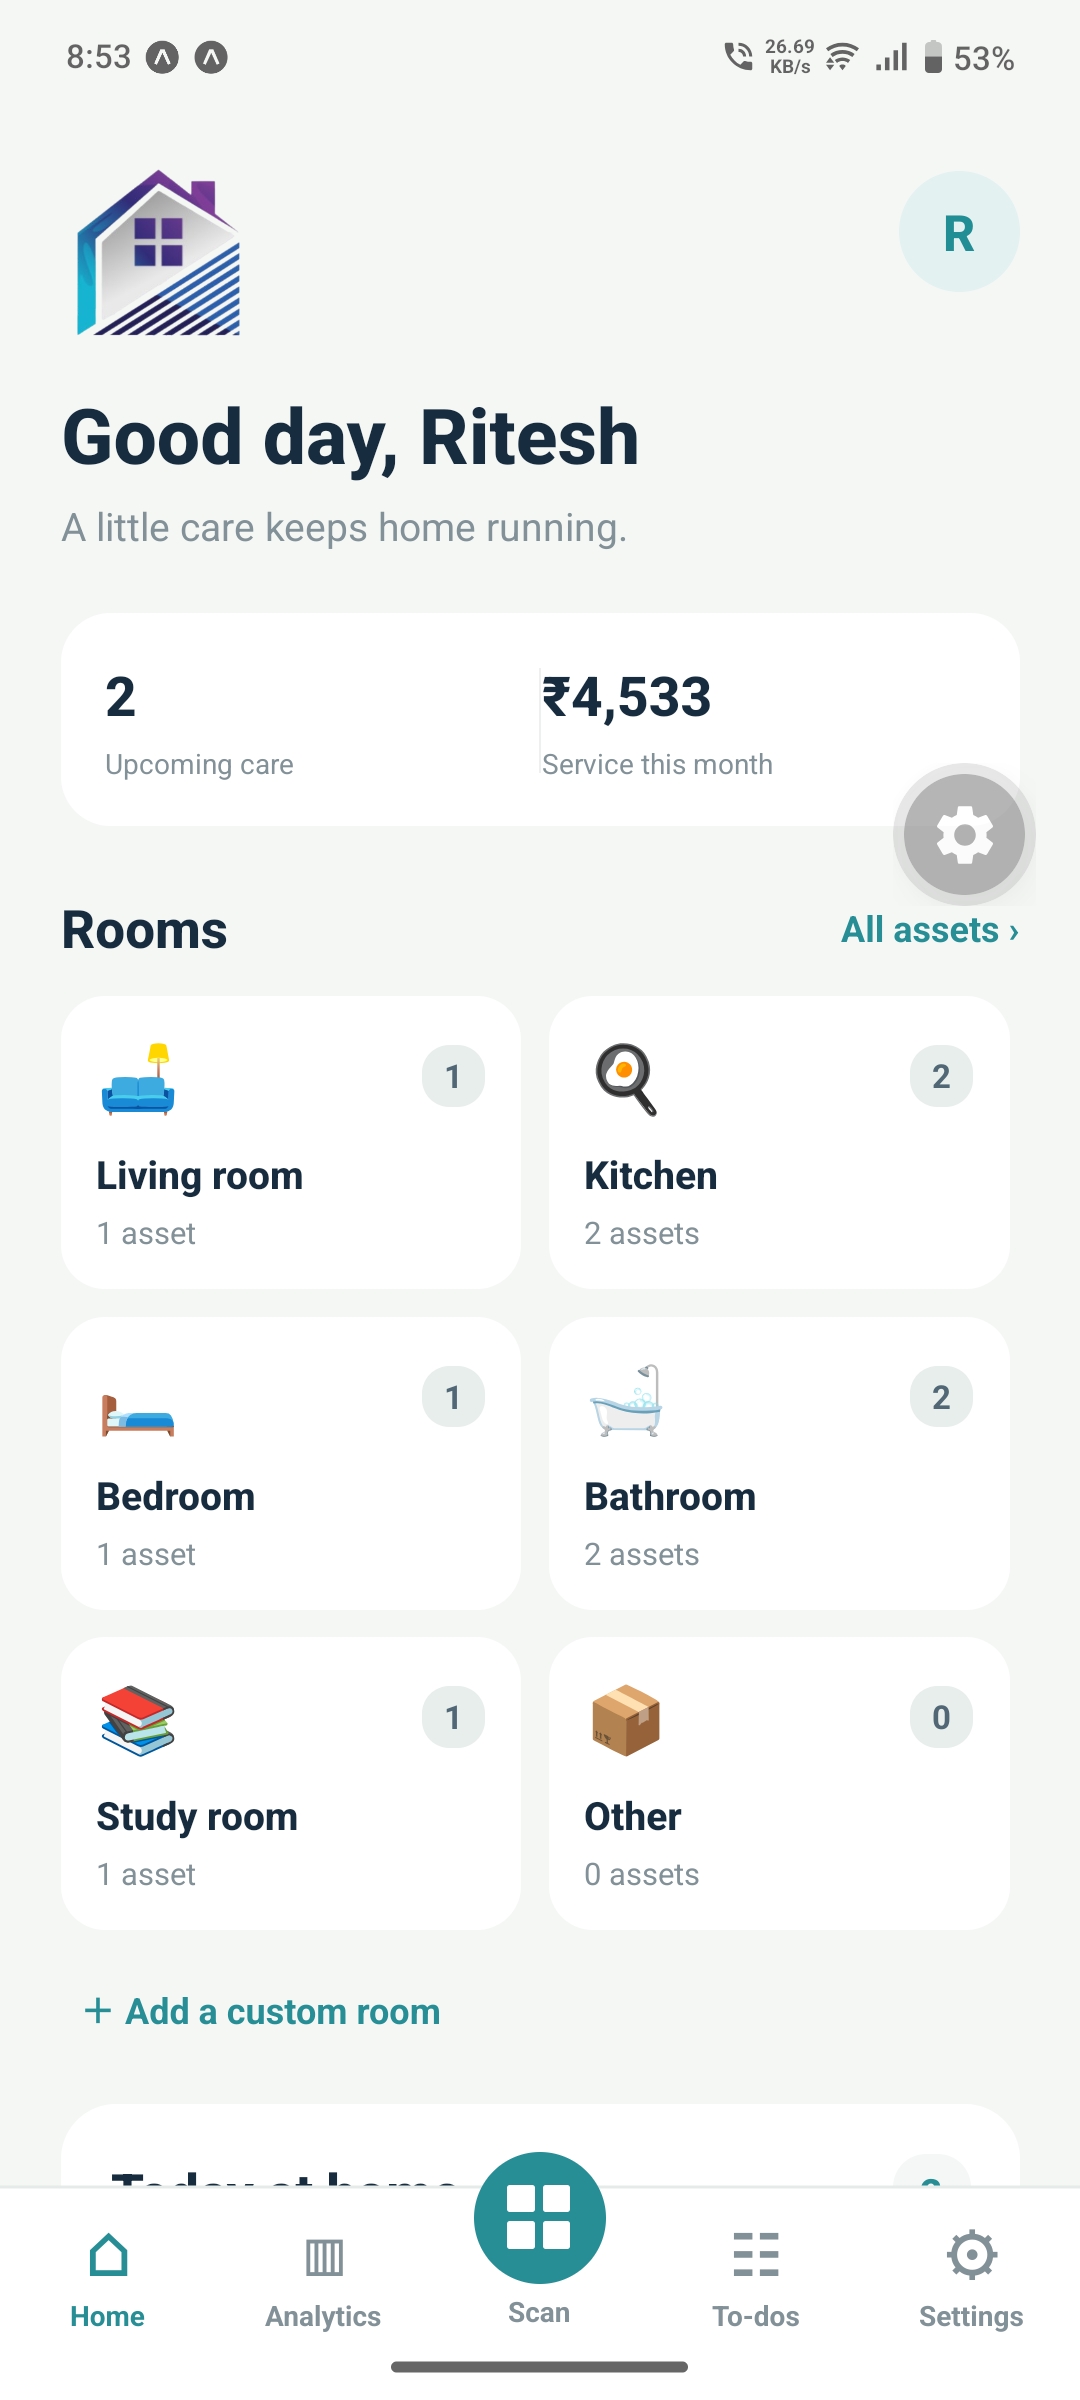 8:53
26.69
KB/s
53%
R
Good day, Ritesh
A little care keeps home running.
2
₹4,533
Upcoming care
Service this month
Rooms
All assets ›
1
2
Living room
Kitchen
1 asset
2 assets
1
2
Bedroom
Bathroom
1 asset
2 assets
1
0
Study room
Other
1 asset
0 assets
+ Add a custom room
Today at home
Home
Analytics
Scan
To-dos
Settings